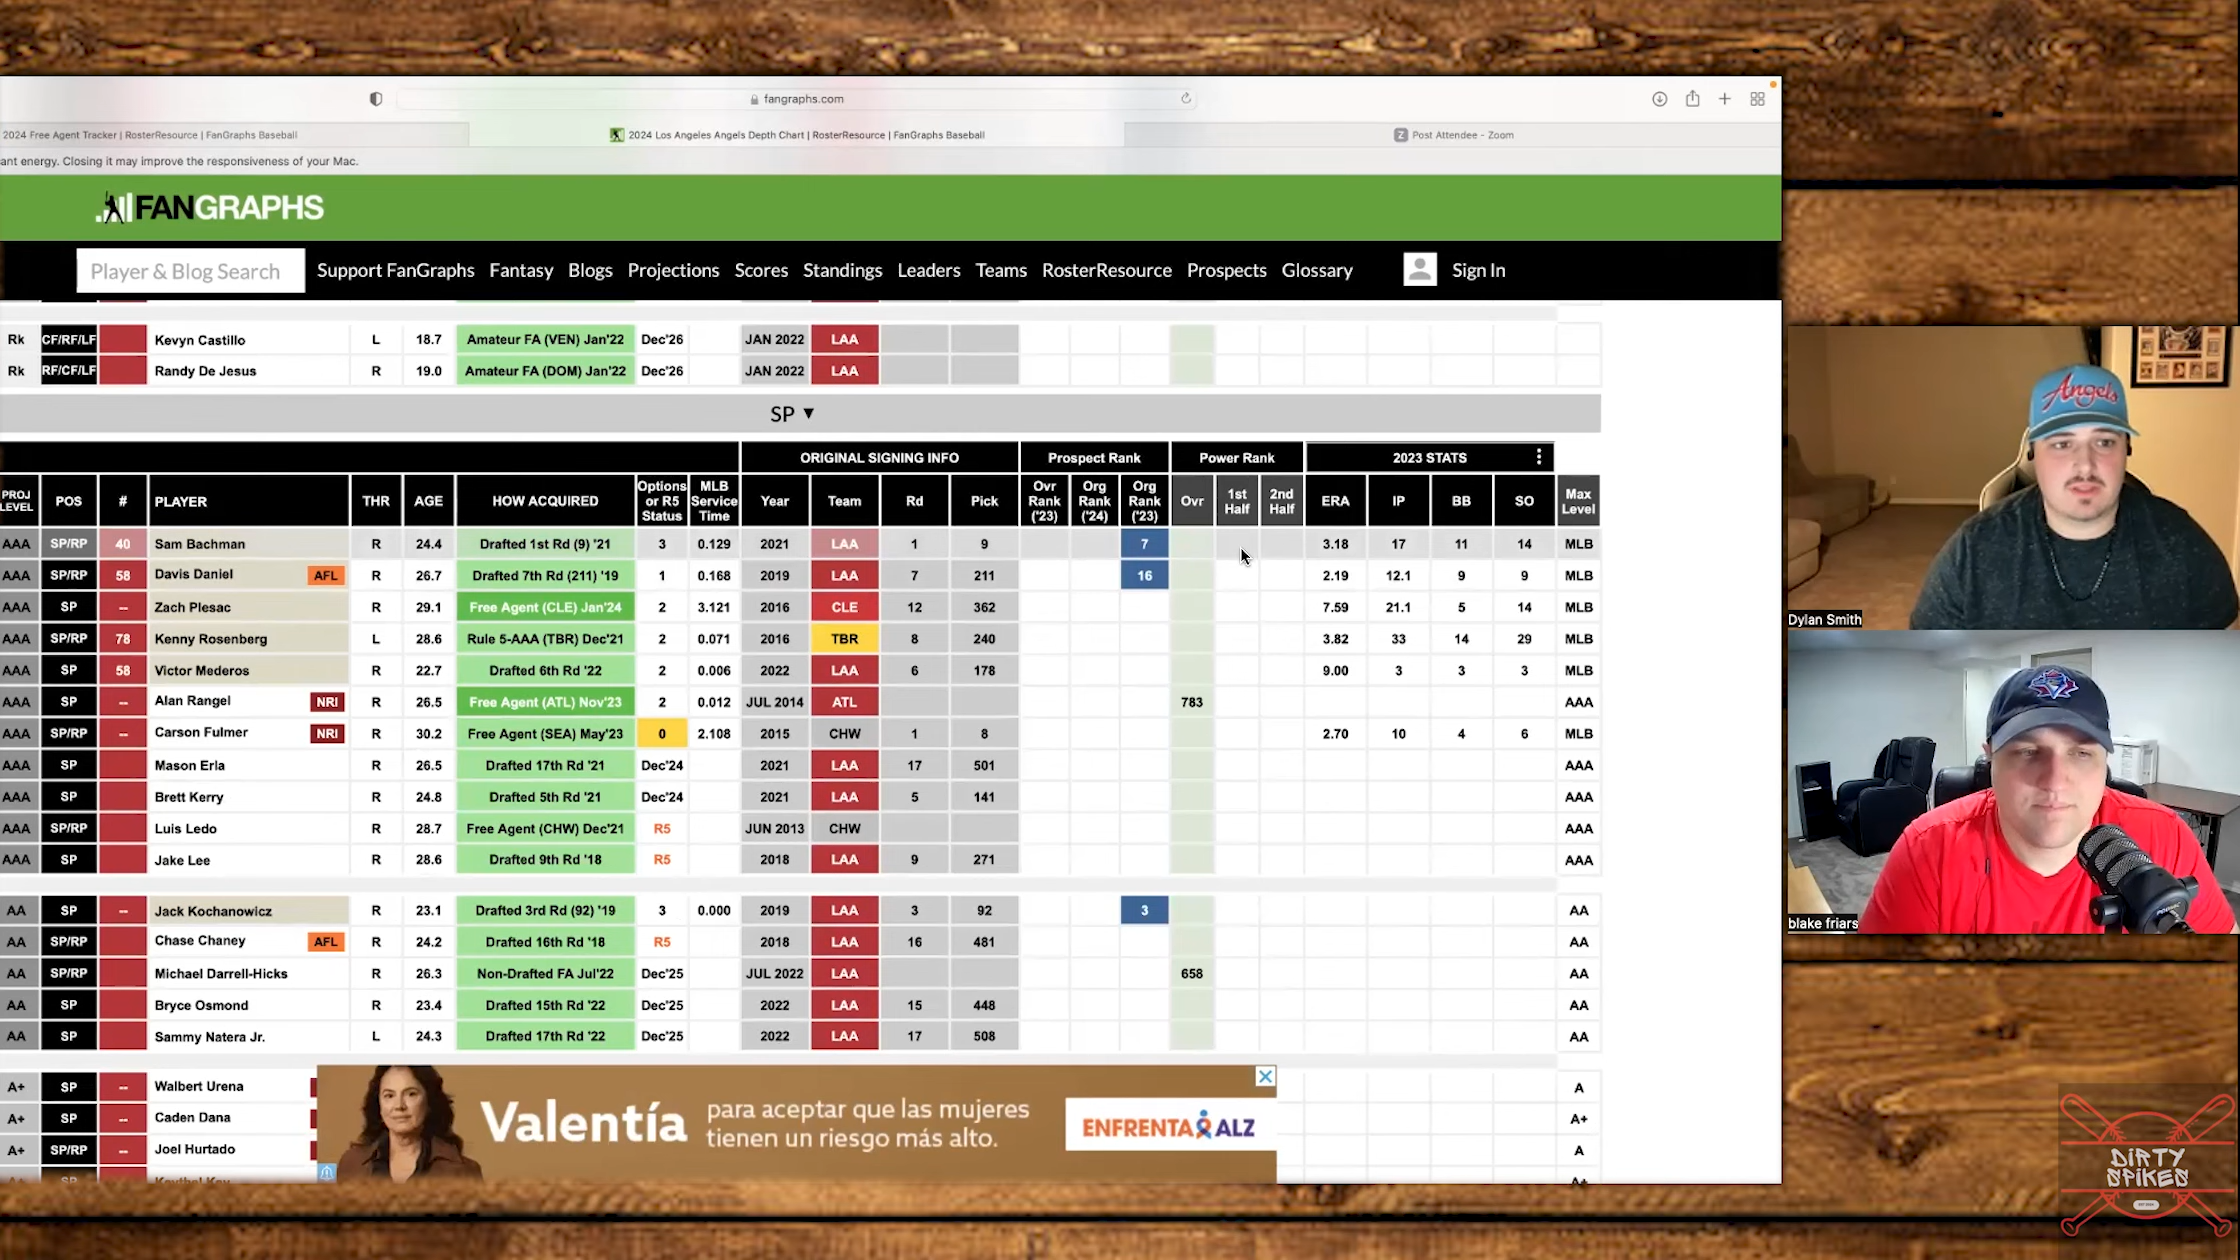 fangraphs.com
2024 Free Agent Tracker | RosterResource | FanGraphs Baseball
2024 Los Angeles Angels Depth Chart | RosterResource | FanGraphs Baseball
Post Attendee - Zoom
ant energy. Closing it may improve the responsiveness of your Mac.
FANGRAPHS
Player & Blog Search Support FanGraphs Fantasy Blogs Projections Scores Standings Leaders Teams RosterResource Prospects Glossary Sign In
Rk CF/RF/LF Kevyn Castillo L 18.7 Amateur FA (VEN) Jan'22 Dec'26 JAN 2022 LAA
Rk RF/CF/LF Randy De Jesus R 19.0 Amateur FA (DOM) Jan'22 Dec'26 JAN 2022 LAA
SP ▼
ORIGINAL SIGNING INFO Prospect Rank Power Rank 2023 STATS
PROJ LEVEL POS # PLAYER THR AGE HOW ACQUIRED Options or R5 Status MLB Service Time Year Team Rd Pick Ovr Rank ('23) Org Rank ('24) Org Rank ('23) Ovr 1st Half 2nd Half ERA IP BB SO Max Level
AAA SP/RP 40 Sam Bachman R 24.4 Drafted 1st Rd (9) '21 3 0.129 2021 LAA 1 9 7 3.18 17 11 14 MLB
AAA SP/RP 58 Davis Daniel AFL R 26.7 Drafted 7th Rd (211) '19 1 0.168 2019 LAA 7 211 16 2.19 12.1 9 9 MLB
AAA SP -- Zach Plesac R 29.1 Free Agent (CLE) Jan'24 2 3.121 2016 CLE 12 362 7.59 21.1 5 14 MLB
AAA SP/RP 78 Kenny Rosenberg L 28.6 Rule 5-AAA (TBR) Dec'21 2 0.071 2016 TBR 8 240 3.82 33 14 29 MLB
AAA SP 58 Victor Mederos R 22.7 Drafted 6th Rd '22 2 0.006 2022 LAA 6 178 9.00 3 3 3 MLB
AAA SP -- Alan Rangel NRI R 26.5 Free Agent (ATL) Nov'23 2 0.012 JUL 2014 ATL 783 AAA
AAA SP/RP -- Carson Fulmer NRI R 30.2 Free Agent (SEA) May'23 0 2.108 2015 CHW 1 8 2.70 10 4 6 MLB
AAA SP Mason Erla R 26.5 Drafted 17th Rd '21 Dec'24 2021 LAA 17 501 AAA
AAA SP Brett Kerry R 24.8 Drafted 5th Rd '21 Dec'24 2021 LAA 5 141 AAA
AAA SP/RP Luis Ledo R 28.7 Free Agent (CHW) Dec'21 R5 JUN 2013 CHW AAA
AAA SP Jake Lee R 28.6 Drafted 9th Rd '18 R5 2018 LAA 9 271 AAA
AA SP -- Jack Kochanowicz R 23.1 Drafted 3rd Rd (92) '19 3 0.000 2019 LAA 3 92 3 AA
AA SP/RP Chase Chaney AFL R 24.2 Drafted 16th Rd '18 R5 2018 LAA 16 481 AA
AA SP/RP Michael Darrell-Hicks R 26.3 Non-Drafted FA Jul'22 Dec'25 JUL 2022 LAA 658 AA
AA SP Bryce Osmond R 23.4 Drafted 15th Rd '22 Dec'25 2022 LAA 15 448 AA
AA SP Sammy Natera Jr. L 24.3 Drafted 17th Rd '22 Dec'25 2022 LAA 17 508 AA
A+ SP -- Walbert Urena A
A+ SP -- Caden Dana A+
A+ SP/RP -- Joel Hurtado A
Valentía
para aceptar que las mujeres
tienen un riesgo más alto.
ENFRENTA ALZ
Angels
Dylan Smith
blake friars
DIRTY
SPIKES